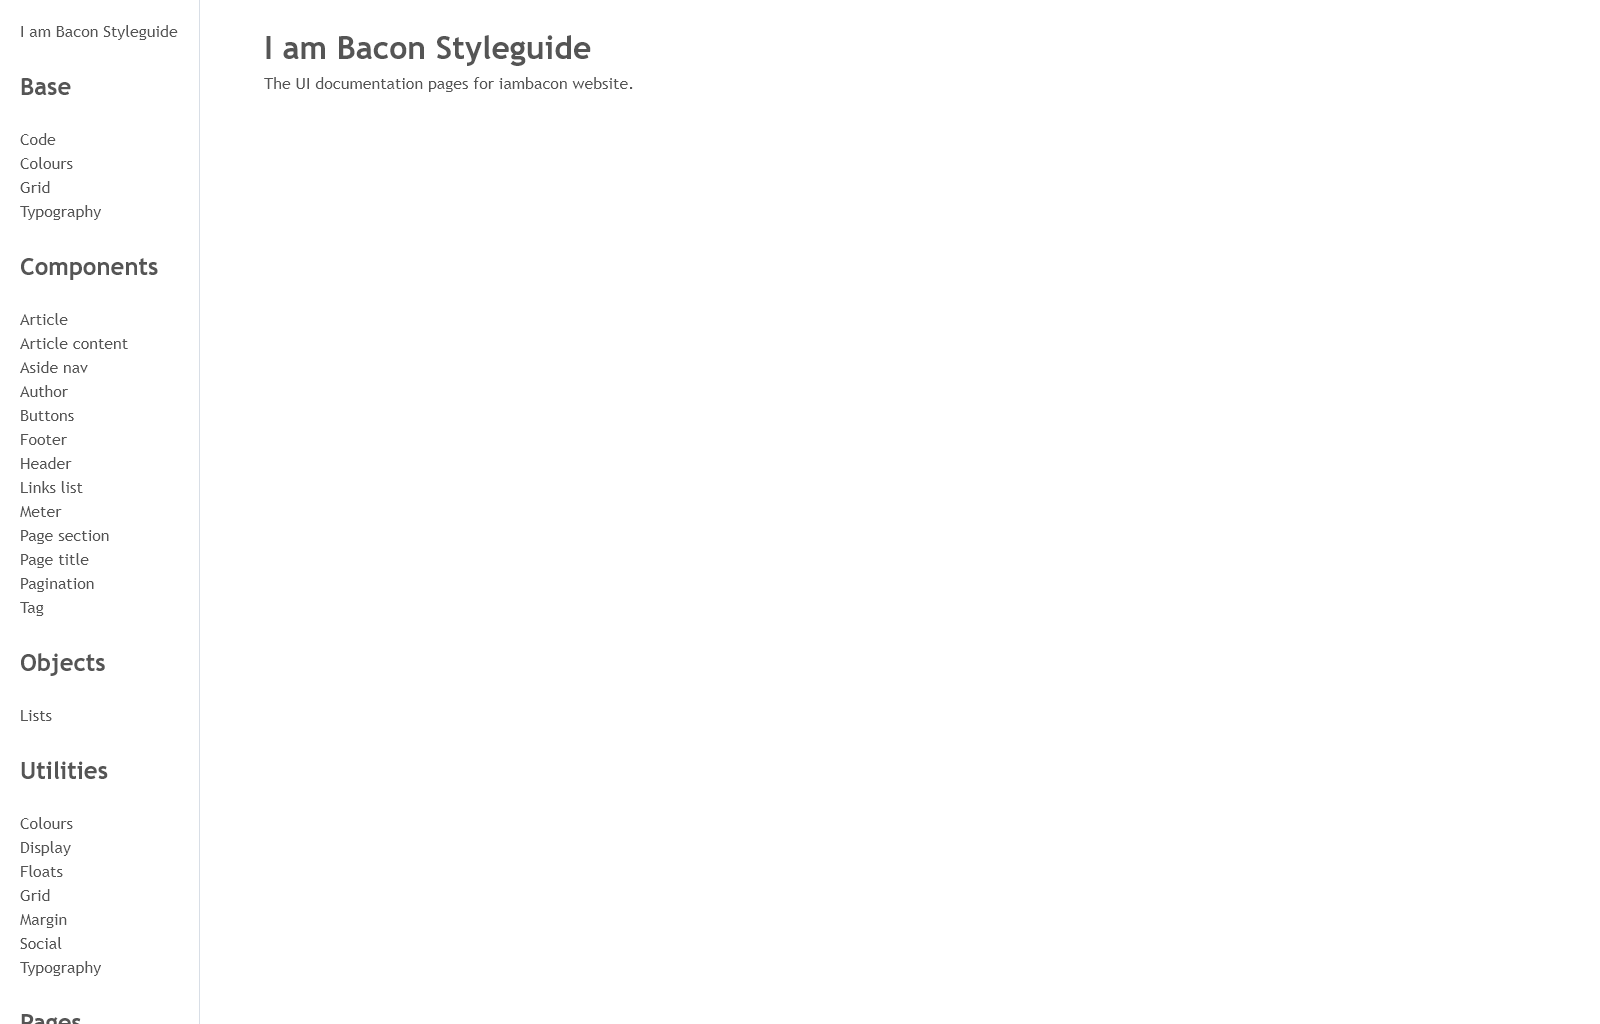 I am Bacon Styleguide
Base
Code
Colours
Grid
Typography
Components
Article
Article content
Aside nav
Author
Buttons
Footer
Header
Links list
Meter
Page section
Page title
Pagination
Tag
Objects
Lists
Utilities
Colours
Display
Floats
Grid
Margin
Social
Typography
Pages
I am Bacon Styleguide
The UI documentation pages for iambacon website.